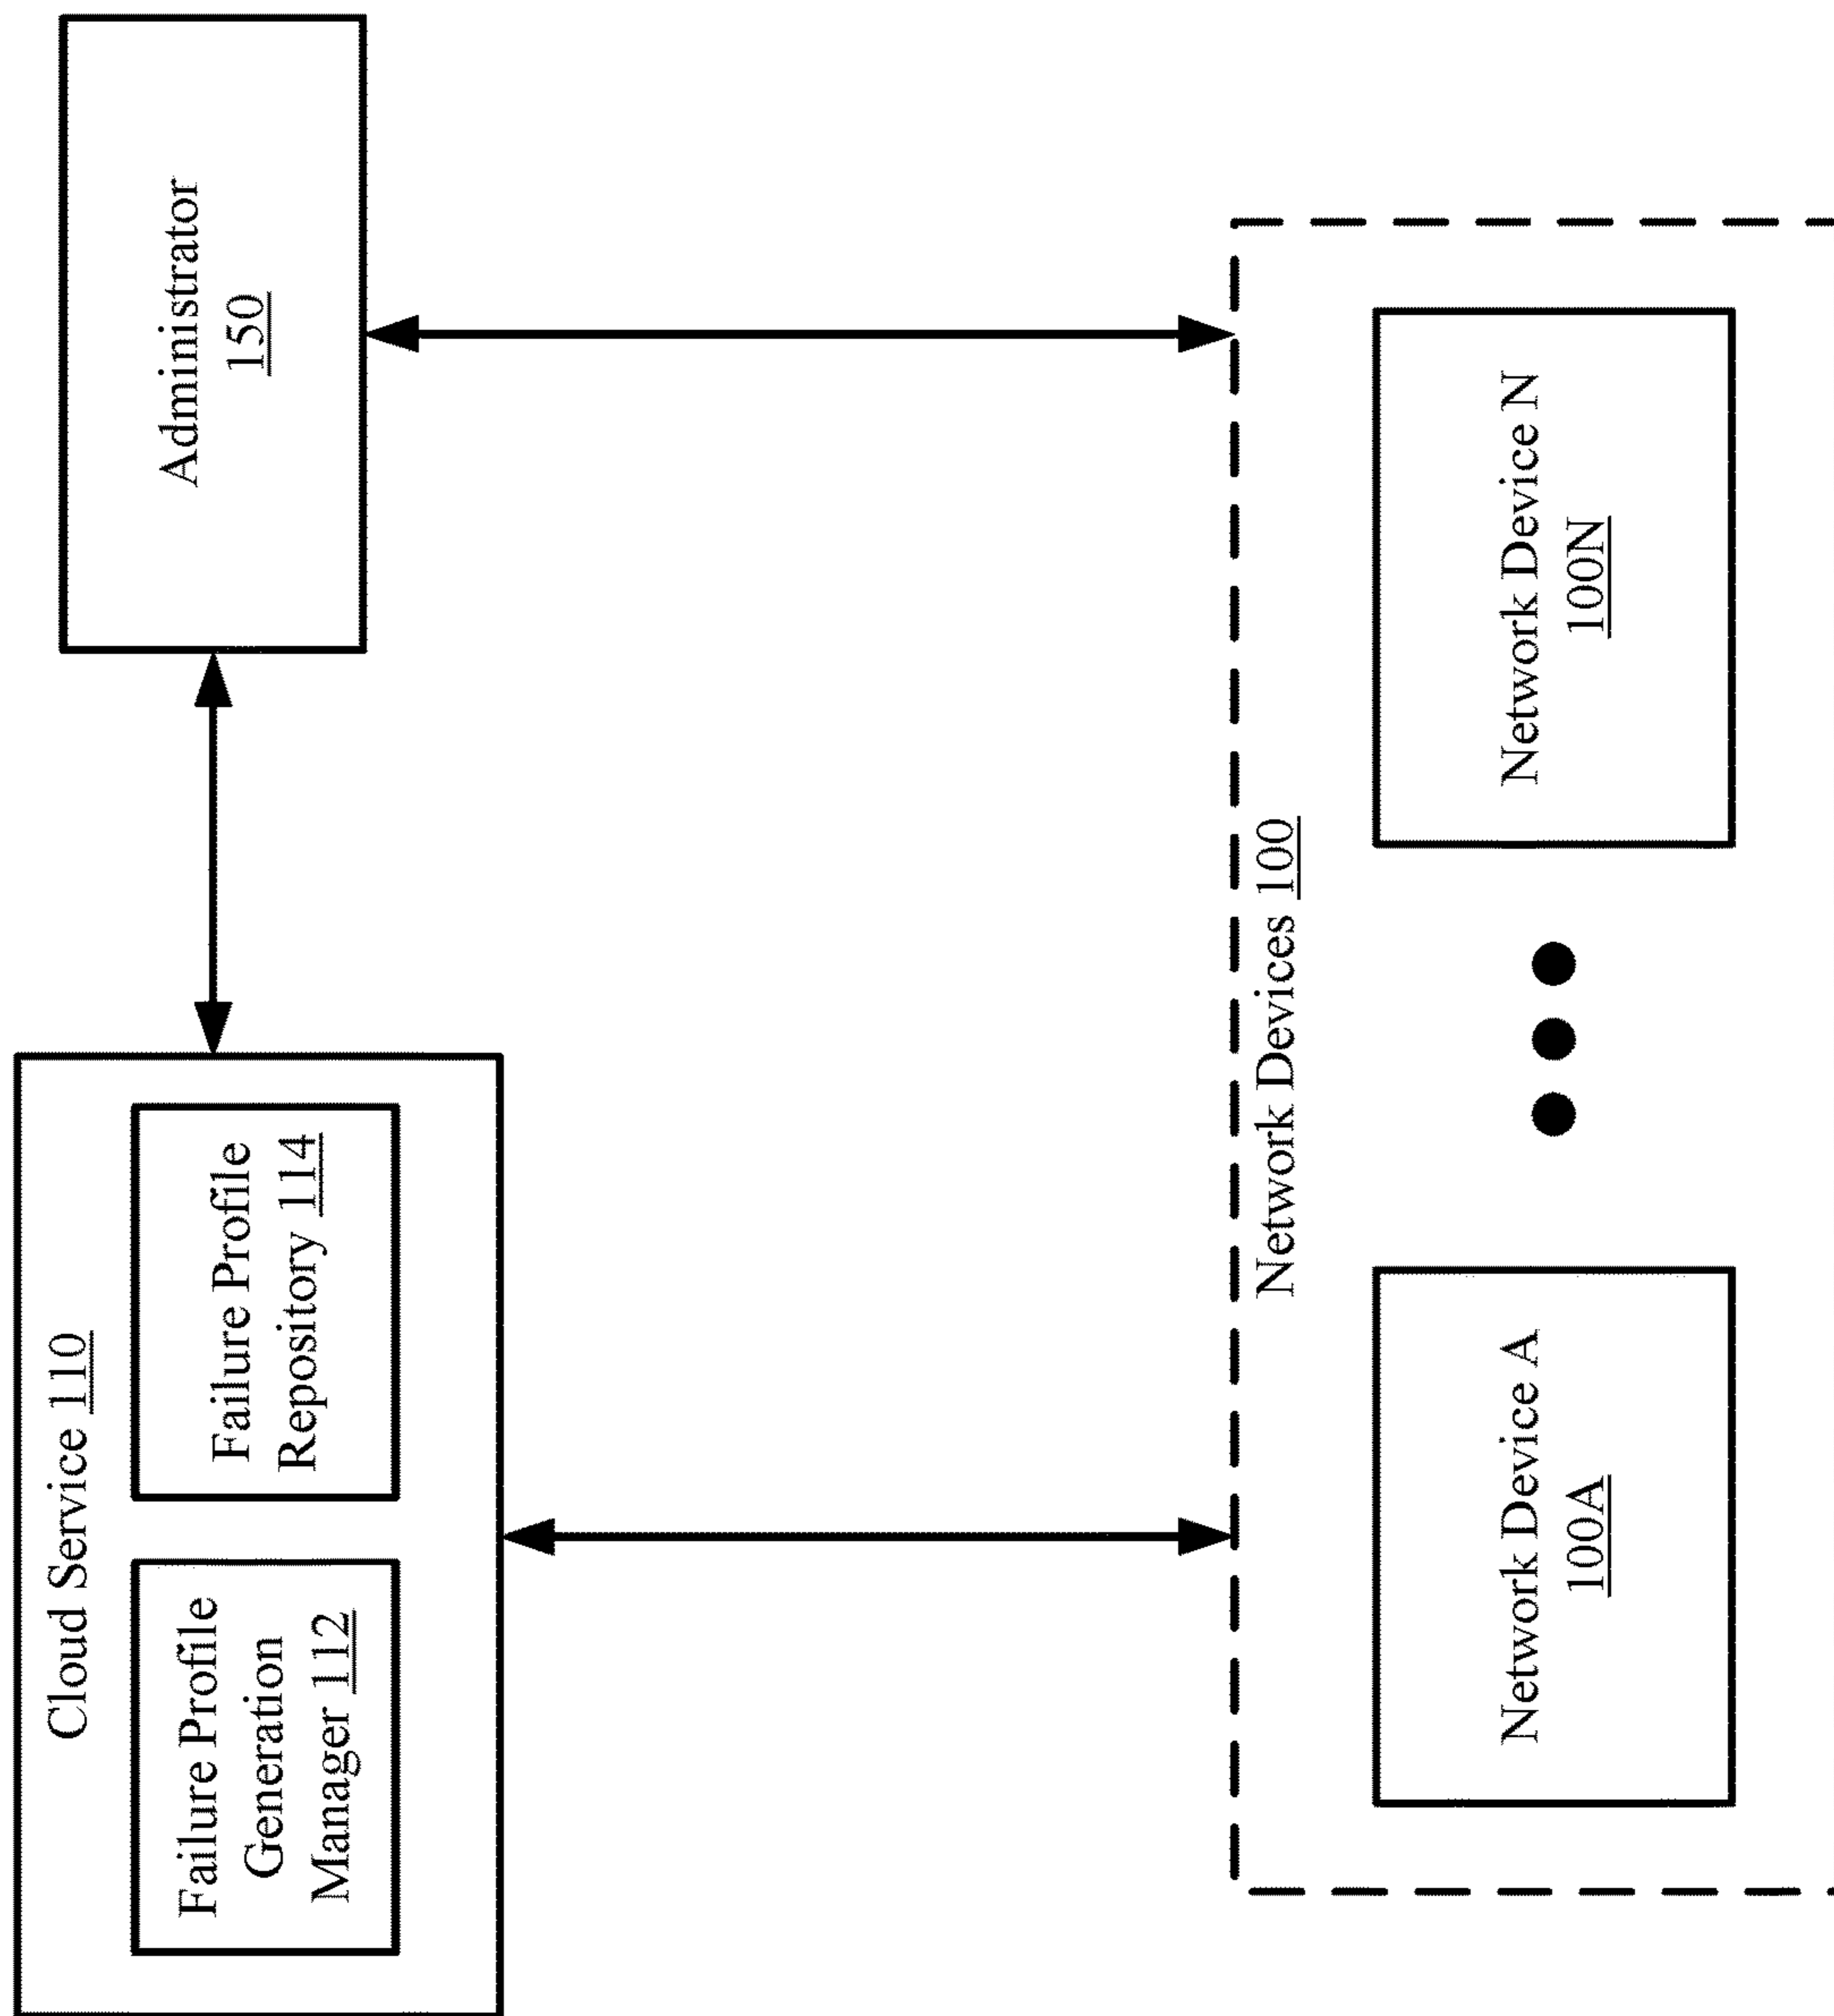 Cloud Service 110
Failure Profile
Generation
Manager 112
Failure Profile
Repository 114
Administrator
150
Network Devices 100
Network Device A
100A
Network Device N
100N